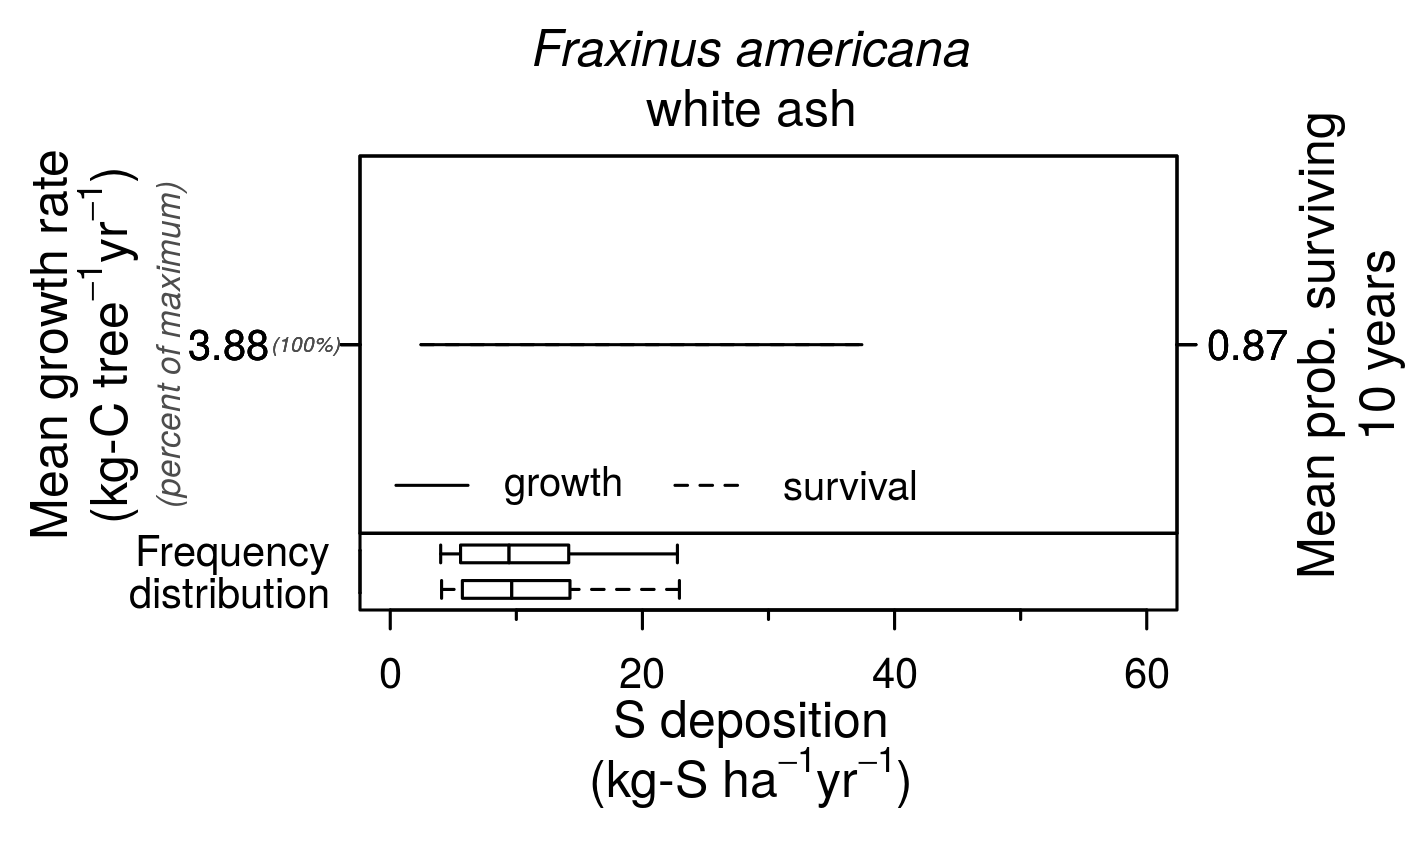 Fraxinus americana
white ash
Mean growth rate
(kg-C tree⁻¹yr⁻¹)
(percent of maximum)
3.88 (100%)
0.87
Mean prob. surviving
10 years
growth survival
Frequency
distribution
0 20 40 60
S deposition
(kg-S ha⁻¹yr⁻¹)